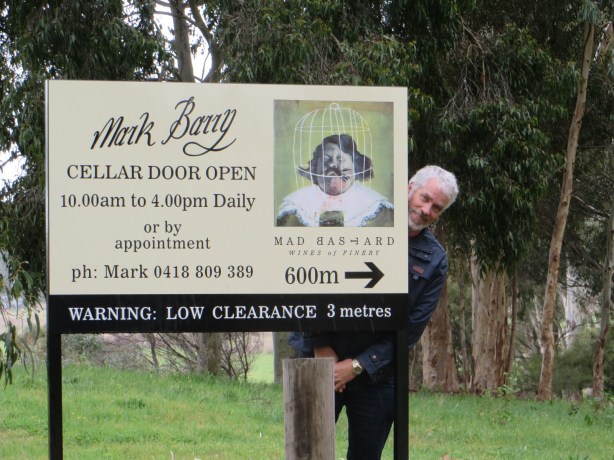 Mark Barry
CELLAR DOOR OPEN
10.00am to 4.00pm Daily
or by
appointment
ph: Mark 0418 809 389
MAD BASTARD
WINES of FINERY
600m
WARNING: LOW CLEARANCE 3 metres